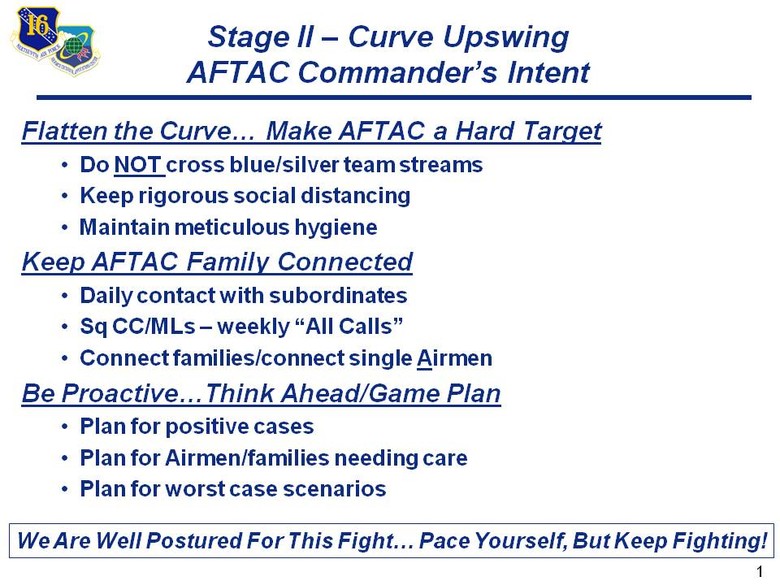 16
Stage II – Curve Upswing
AFTAC Commander's Intent
Flatten the Curve… Make AFTAC a Hard Target
• Do NOT cross blue/silver team streams
• Keep rigorous social distancing
• Maintain meticulous hygiene
Keep AFTAC Family Connected
• Daily contact with subordinates
• Sq CC/MLs – weekly “All Calls”
• Connect families/connect single Airmen
Be Proactive…Think Ahead/Game Plan
• Plan for positive cases
• Plan for Airmen/families needing care
• Plan for worst case scenarios
We Are Well Postured For This Fight… Pace Yourself, But Keep Fighting!
1